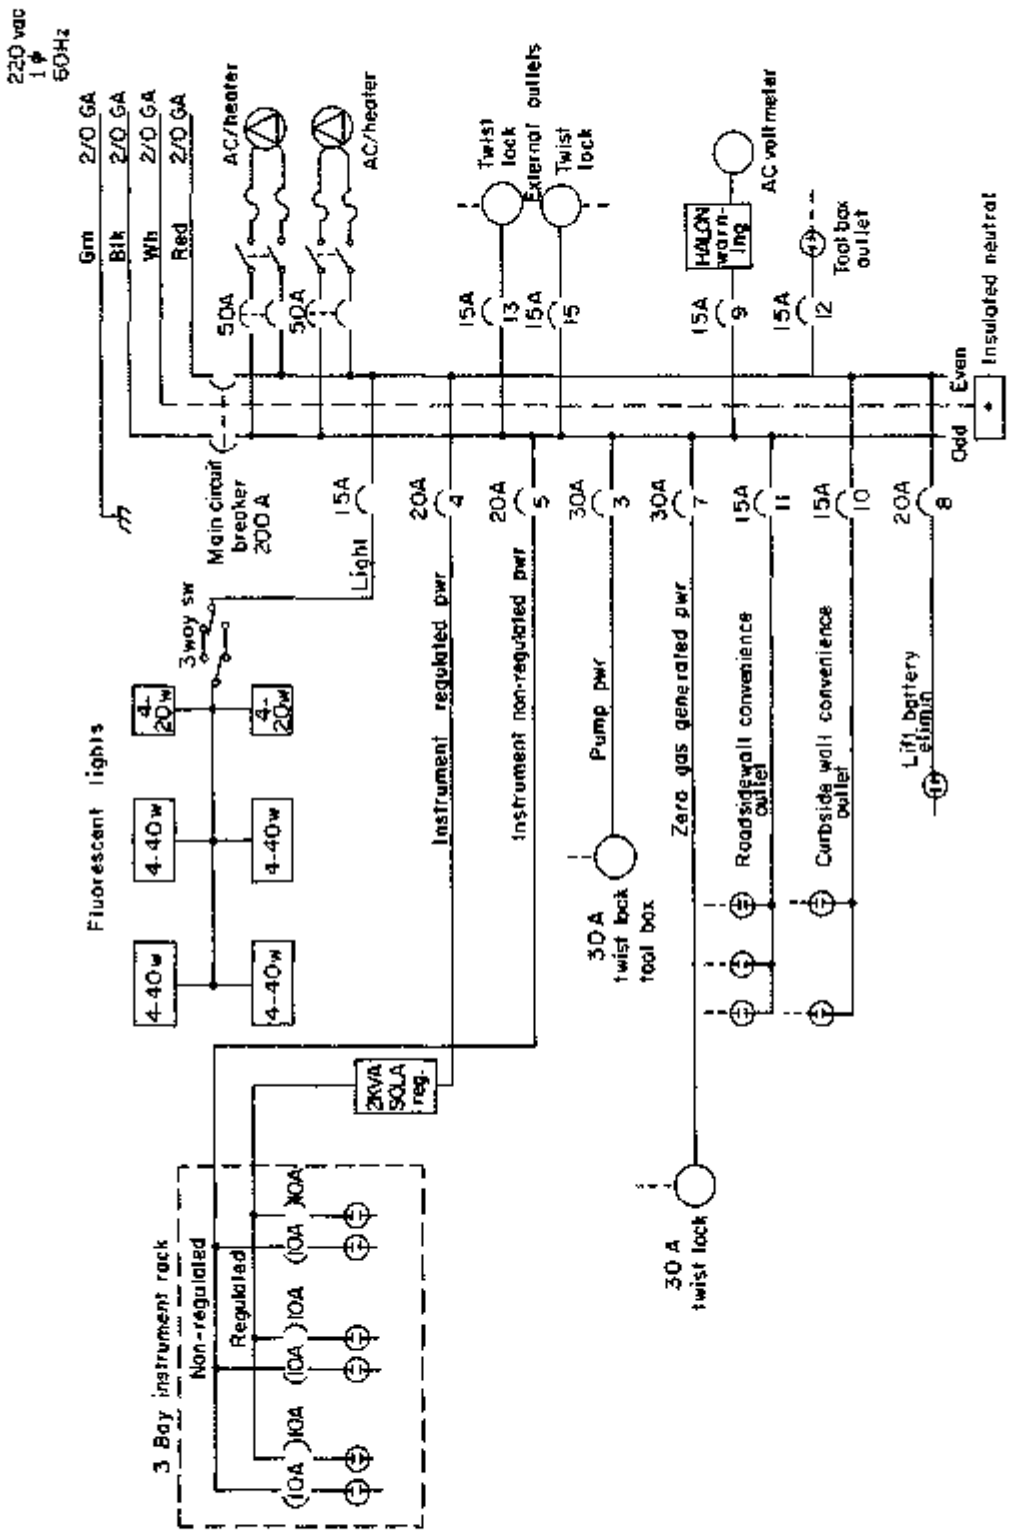 220 vac
1ϕ
60Hz
Grn 2/0 GA
Blk 2/0 GA
Wh 2/0 GA
Red 2/0 GA
AC/heater
AC/heater
50A
50A
Main circuit
breaker
200A
Twist
lock
External outlets
Twist
lock
15A
13
15A
15
HALON
warn-
ing
AC voltmeter
15A
9
Tool box
outlet
15A
12
Even
Odd
Insulated neutral
15A
Light
3way sw
Fluorescent lights
4-
20w
4-
20w
4-40w
4-40w
4-40w
4-40w
20A
4
Instrument regulated pwr
20A
5
Instrument non-regulated pwr
30A
3
Pump pwr
30A
twist lock
tool box
30A
7
Zero gas generated pwr
30A
twist lock
15A
11
Roadsidewall convenience
outlet
15A
10
Curbside wall convenience
outlet
20A
8
Lift battery
elimin
2KVA
SOLA
reg.
3 Bay instrument rack
Non-regulated
Regulated
10A
10A
10A
10A
10A
10A